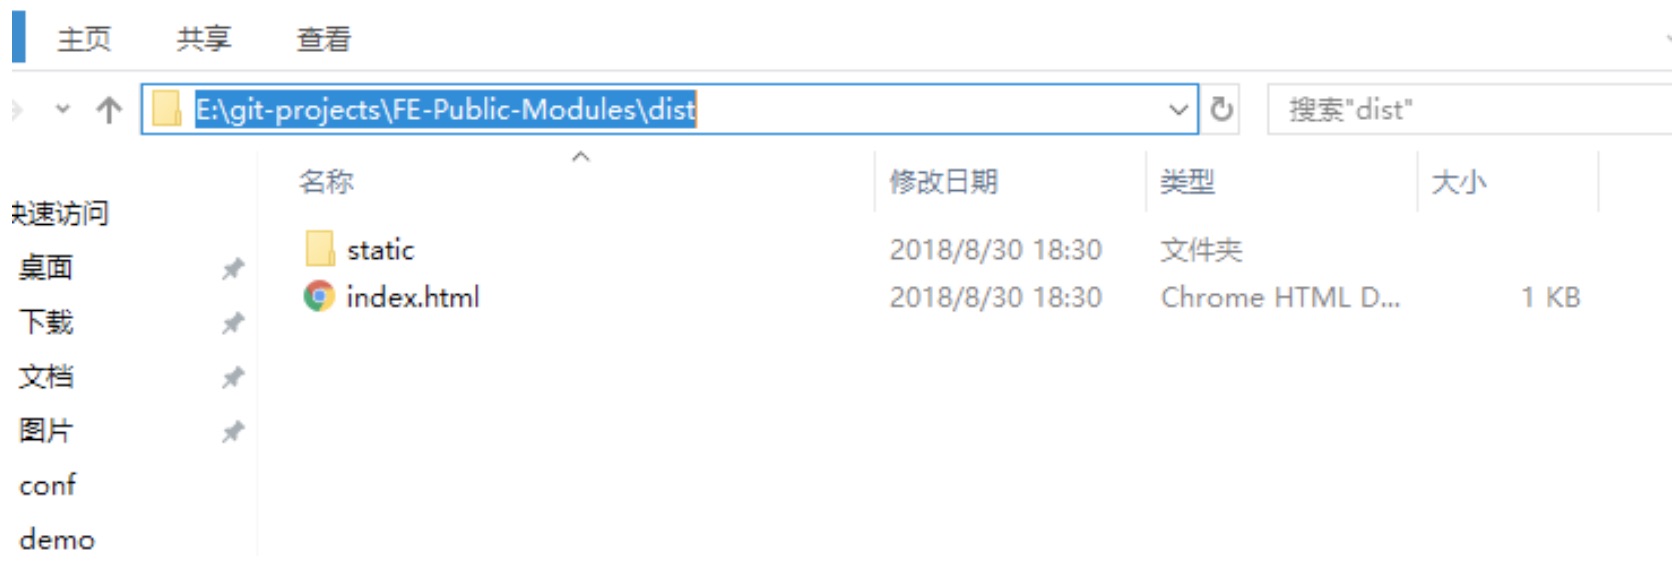 主页 共享 查看
E:\git-projects\FE-Public-Modules\dist 搜索"dist"
名称 修改日期 类型 大小
快速访问
static 2018/8/30 18:30 文件夹
桌面
index.html 2018/8/30 18:30 Chrome HTML D... 1 KB
下载
文档
图片
conf
demo